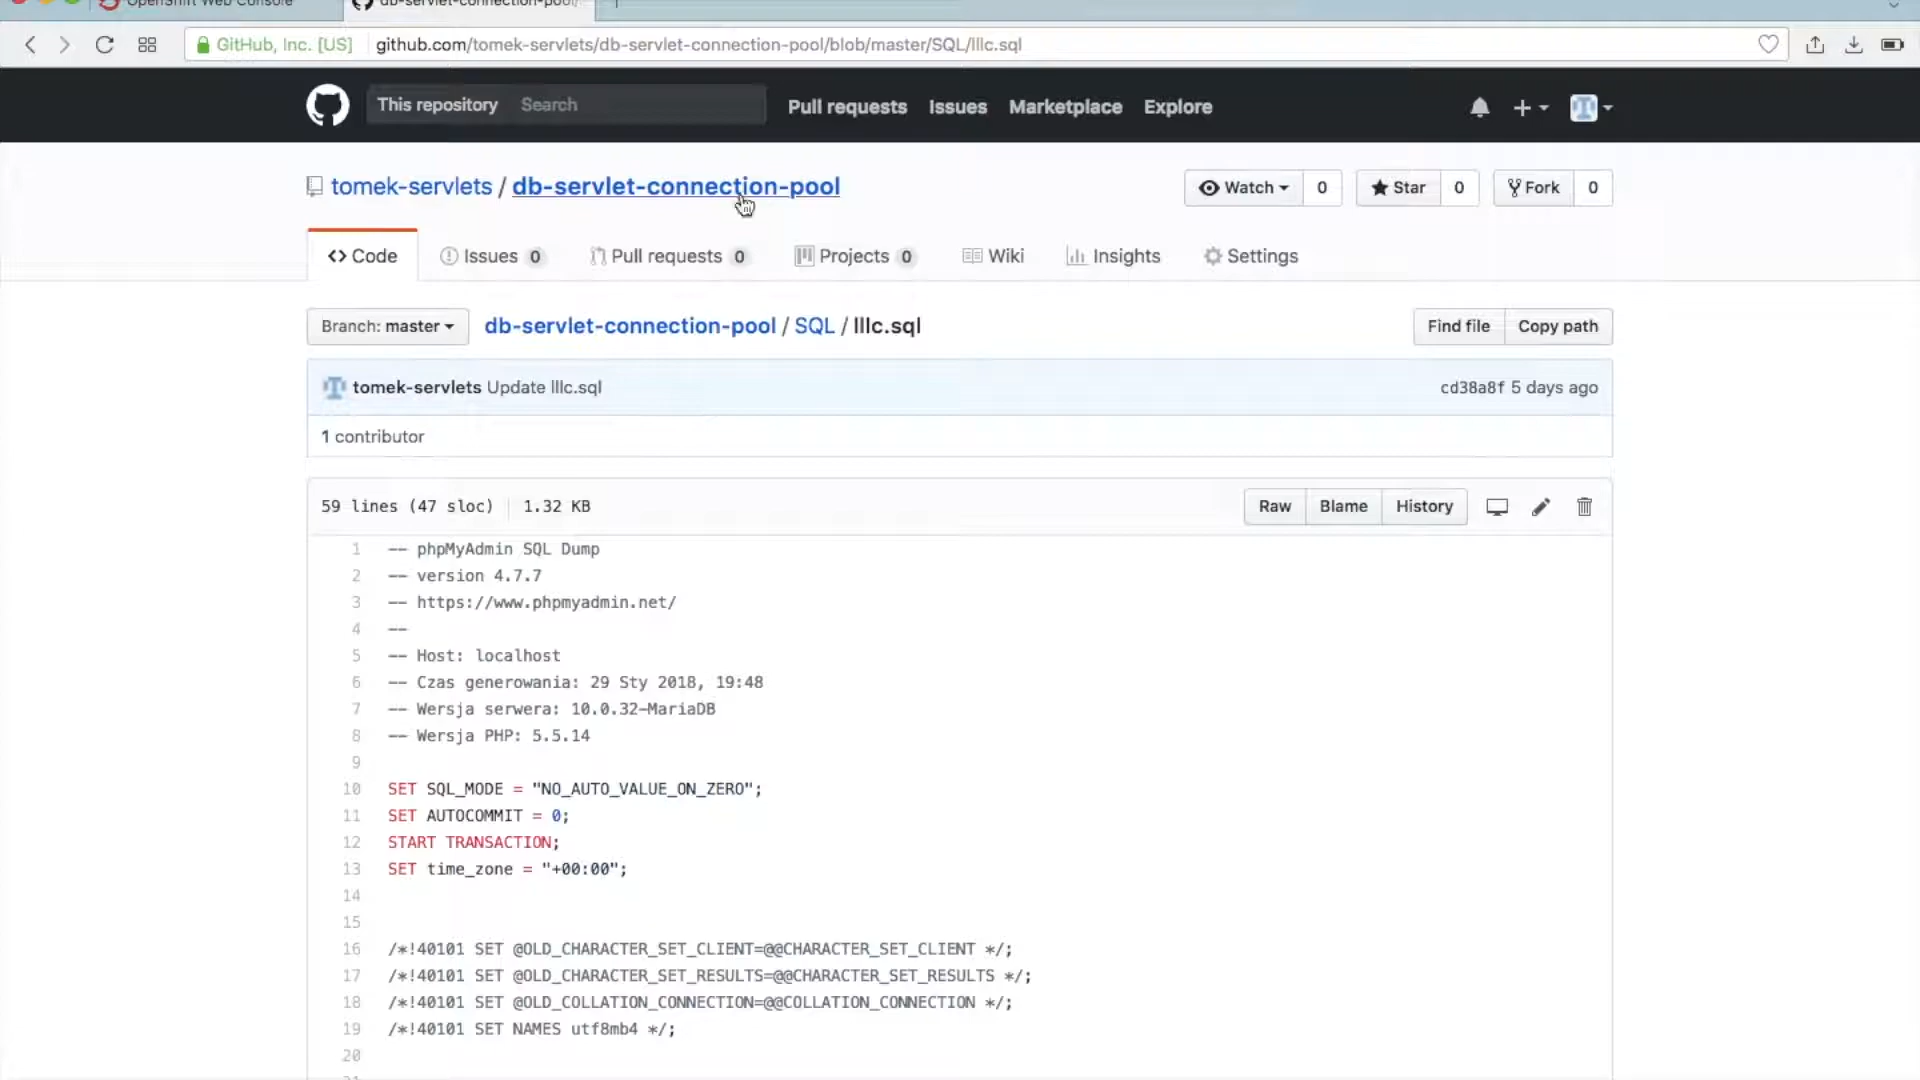 OpenShift Web Console
db-servlet-connection-pool/
GitHub, Inc. [US] github.com/tomek-servlets/db-servlet-connection-pool/blob/master/SQL/lllc.sql
This repository Search Pull requests Issues Marketplace Explore
tomek-servlets / db-servlet-connection-pool Watch 0 Star 0 Fork 0
Code Issues 0 Pull requests 0 Projects 0 Wiki Insights Settings
Branch: master db-servlet-connection-pool / SQL / lllc.sql Find file Copy path
tomek-servlets Update lllc.sql cd38a8f 5 days ago
1 contributor
59 lines (47 sloc) 1.32 KB Raw Blame History
1 -- phpMyAdmin SQL Dump
2 -- version 4.7.7
3 -- https://www.phpmyadmin.net/
4 --
5 -- Host: localhost
6 -- Czas generowania: 29 Sty 2018, 19:48
7 -- Wersja serwera: 10.0.32-MariaDB
8 -- Wersja PHP: 5.5.14
9
10 SET SQL_MODE = "NO_AUTO_VALUE_ON_ZERO";
11 SET AUTOCOMMIT = 0;
12 START TRANSACTION;
13 SET time_zone = "+00:00";
14
15
16 /*!40101 SET @OLD_CHARACTER_SET_CLIENT=@@CHARACTER_SET_CLIENT */;
17 /*!40101 SET @OLD_CHARACTER_SET_RESULTS=@@CHARACTER_SET_RESULTS */;
18 /*!40101 SET @OLD_COLLATION_CONNECTION=@@COLLATION_CONNECTION */;
19 /*!40101 SET NAMES utf8mb4 */;
20